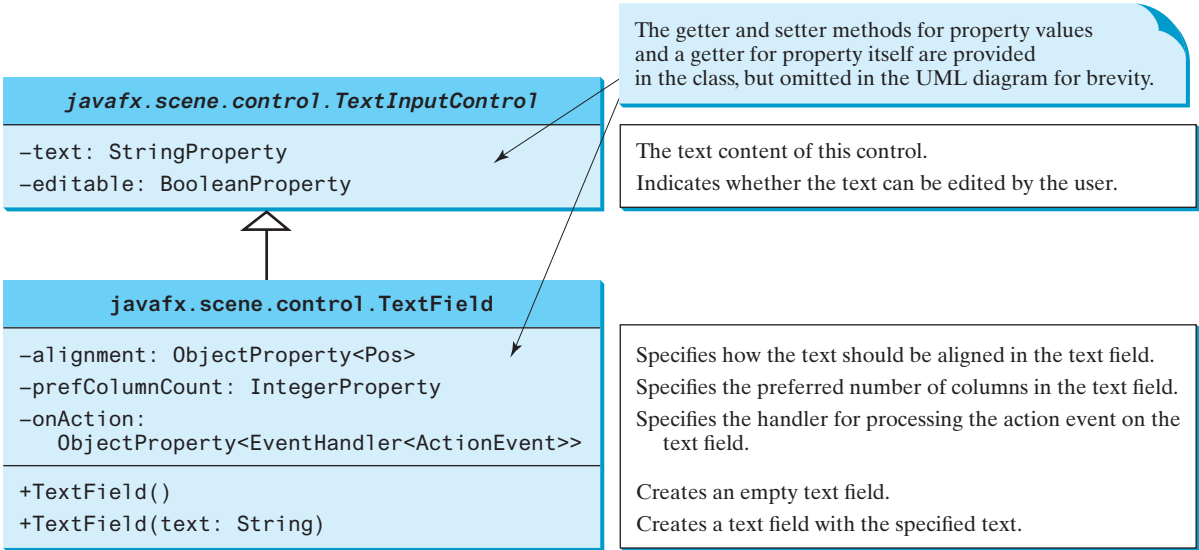 The getter and setter methods for property values
and a getter for property itself are provided
in the class, but omitted in the UML diagram for brevity.
javafx.scene.control.TextInputControl
–text: StringProperty
–editable: BooleanProperty
The text content of this control.
Indicates whether the text can be edited by the user.
javafx.scene.control.TextField
–alignment: ObjectProperty<Pos>
–prefColumnCount: IntegerProperty
–onAction:
ObjectProperty<EventHandler<ActionEvent>>
Specifies how the text should be aligned in the text field.
Specifies the preferred number of columns in the text field.
Specifies the handler for processing the action event on the
text field.
+TextField()
+TextField(text: String)
Creates an empty text field.
Creates a text field with the specified text.